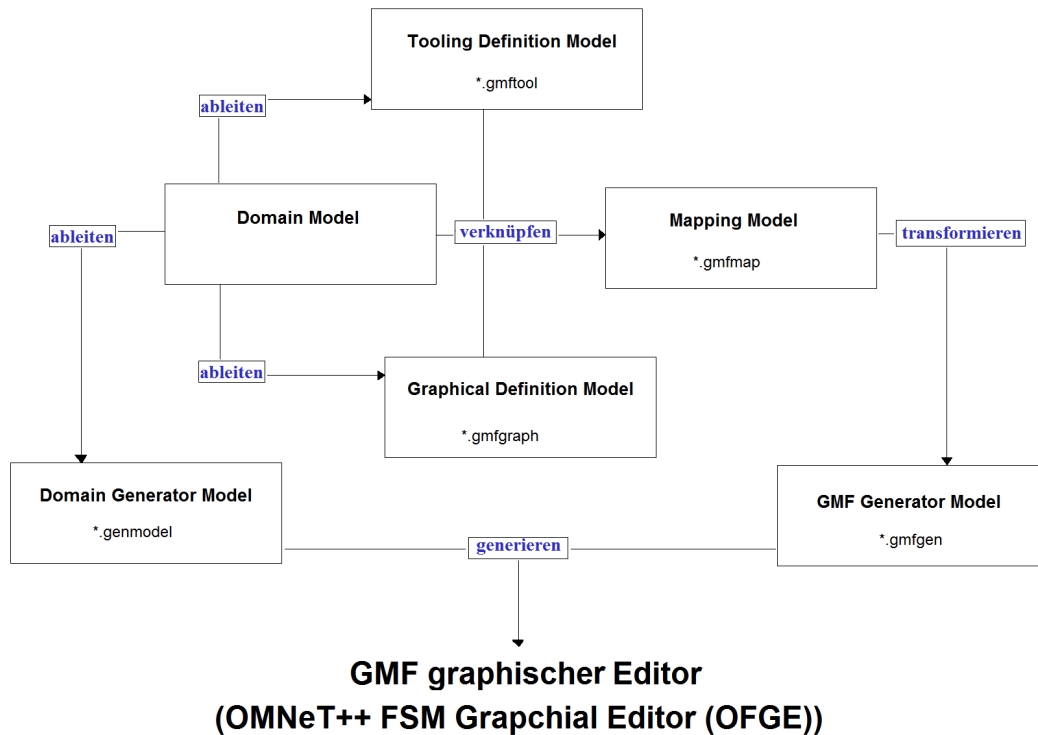 Tooling Definition Model
*.gmftool
ableiten
Domain Model
ableiten
verknüpfen
Mapping Model
*.gmfmap
transformieren
ableiten
Graphical Definition Model
*.gmfgraph
Domain Generator Model
*.genmodel
GMF Generator Model
*.gmfgen
generieren
GMF graphischer Editor
(OMNeT++ FSM Grapchial Editor (OFGE))